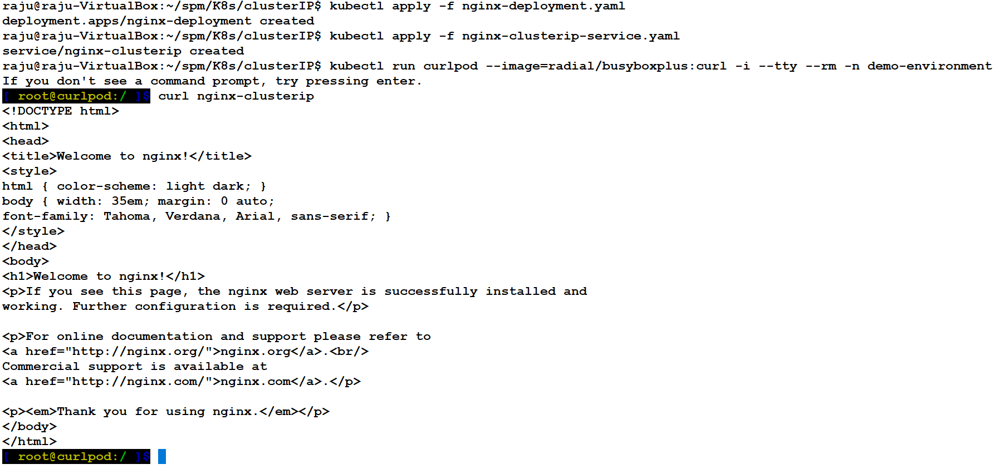 raju@raju-VirtualBox:~/spm/K8s/clusterIP$ kubectl apply -f nginx-deployment.yaml
deployment.apps/nginx-deployment created
raju@raju-VirtualBox:~/spm/K8s/clusterIP$ kubectl apply -f nginx-clusterip-service.yaml
service/nginx-clusterip created
raju@raju-VirtualBox:~/spm/K8s/clusterIP$ kubectl run curlpod --image=radial/busyboxplus:curl -i --tty --rm -n demo-environment
If you don't see a command prompt, try pressing enter.
[ root@curlpod:/ ]$ curl nginx-clusterip
<!DOCTYPE html>
<html>
<head>
<title>Welcome to nginx!</title>
<style>
html { color-scheme: light dark; }
body { width: 35em; margin: 0 auto;
font-family: Tahoma, Verdana, Arial, sans-serif; }
</style>
</head>
<body>
<h1>Welcome to nginx!</h1>
<p>If you see this page, the nginx web server is successfully installed and
working. Further configuration is required.</p>

<p>For online documentation and support please refer to
<a href="http://nginx.org/">nginx.org</a>.<br/>
Commercial support is available at
<a href="http://nginx.com/">nginx.com</a>.</p>

<p><em>Thank you for using nginx.</em></p>
</body>
</html>
[ root@curlpod:/ ]$